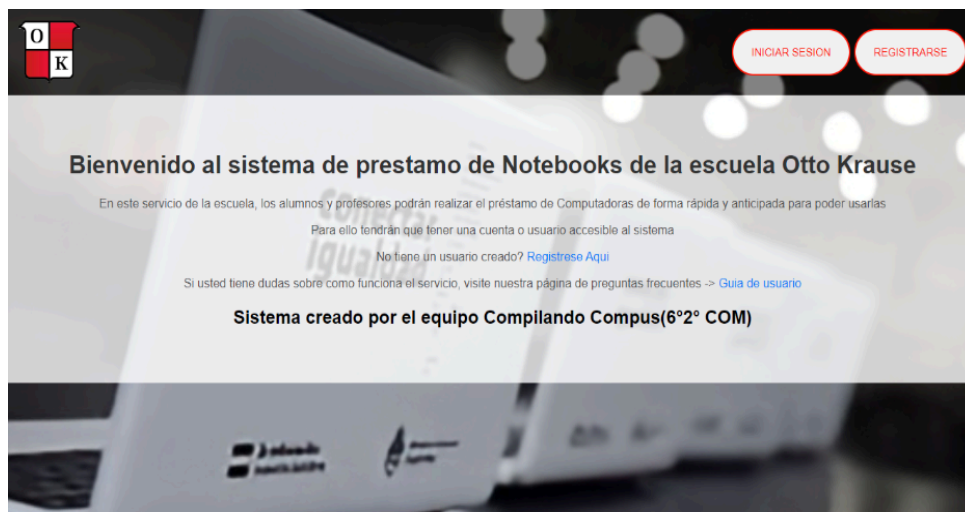 O
K
INICIAR SESION
REGISTRARSE
Bienvenido al sistema de prestamo de Notebooks de la escuela Otto Krause
En este servicio de la escuela, los alumnos y profesores podrán realizar el préstamo de Computadoras de forma rápida y anticipada para poder usarlas
Para ello tendrán que tener una cuenta o usuario accesible al sistema
No tiene un usuario creado? Registrese Aqui
Si usted tiene dudas sobre como funciona el servicio, visite nuestra página de preguntas frecuentes -> Guia de usuario
Sistema creado por el equipo Compilando Compus(6°2° COM)
conectar
igualdad